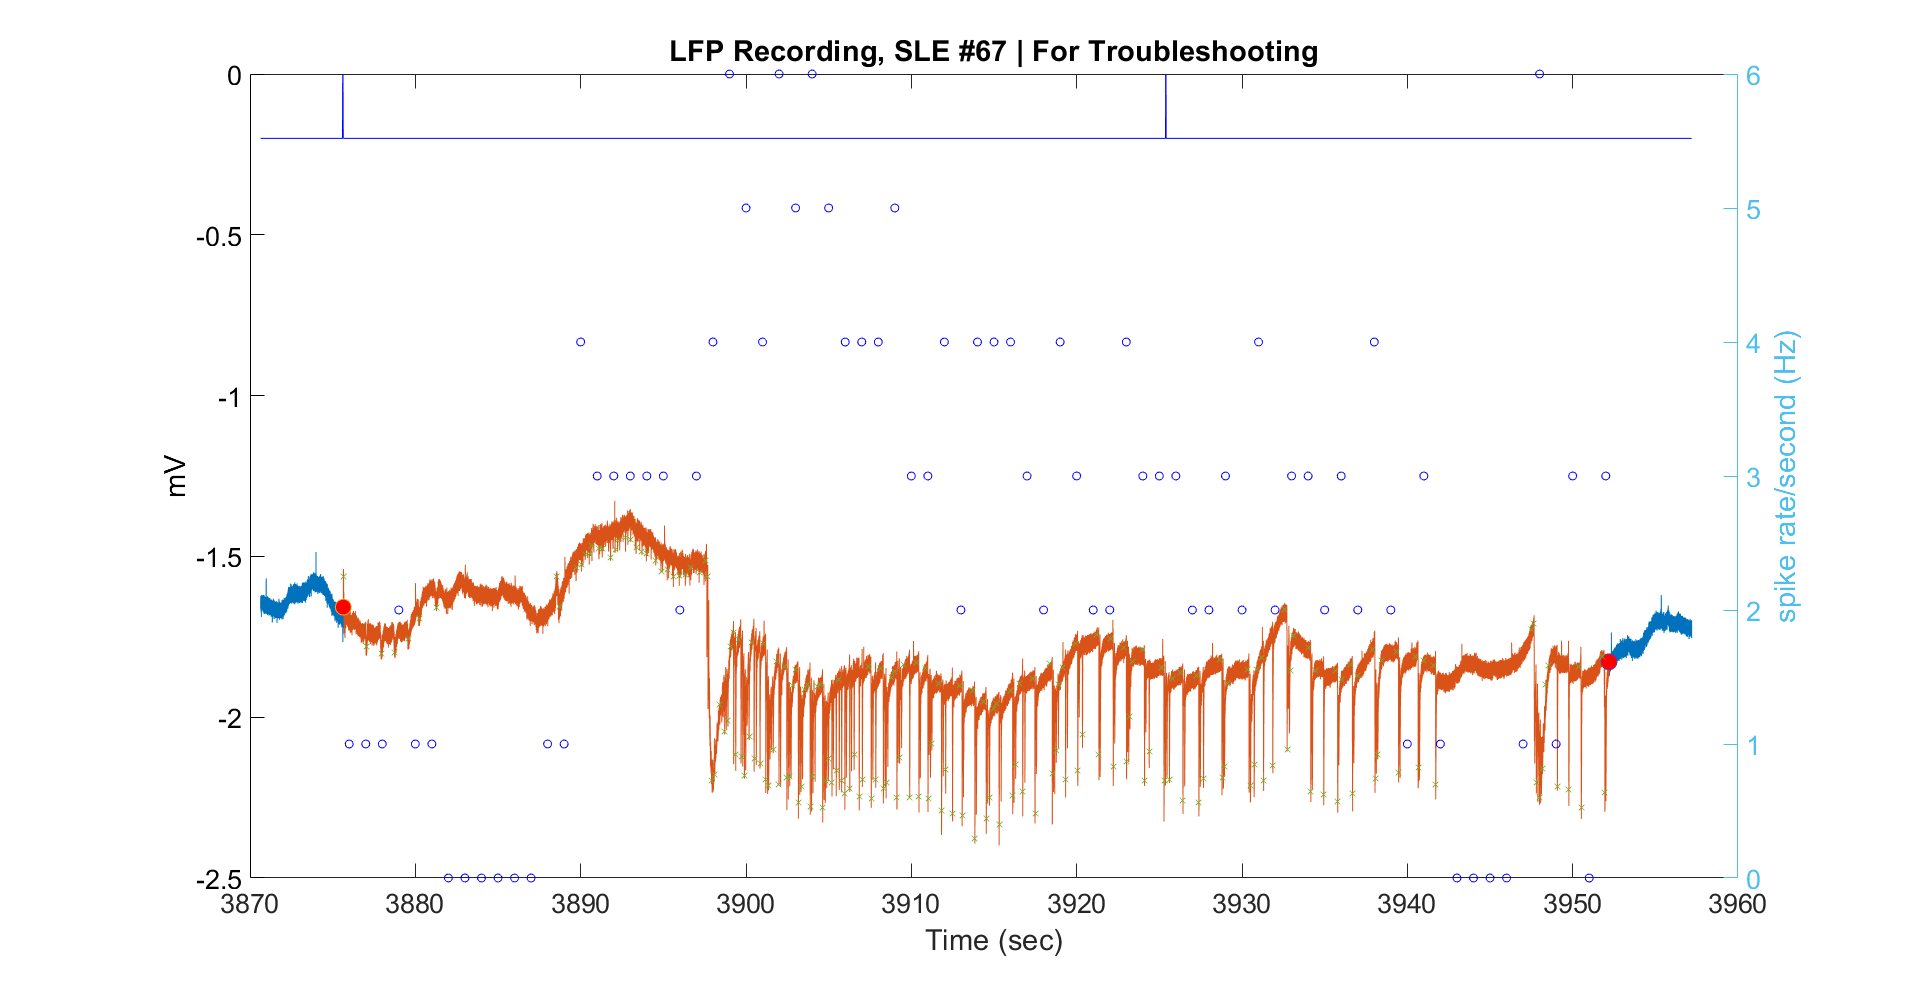 LFP Recording, SLE #67 | For Troubleshooting
0
-0.5
-1
-1.5
-2
-2.5
mV
6
5
4
3
2
1
0
spike rate/second (Hz)
3870 3880 3890 3900 3910 3920 3930 3940 3950 3960
Time (sec)